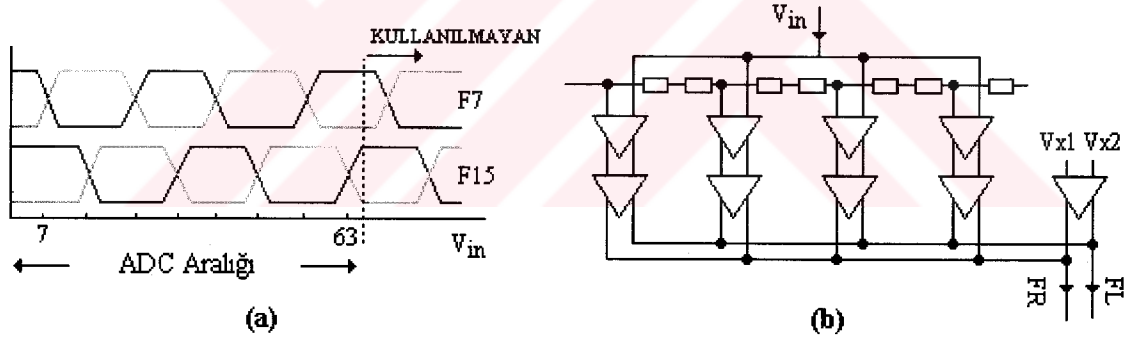 KULLANILMAYAN
F7
F15
7
63
V_in
ADC Aralığı
(a)
V_in
Vx1 Vx2
FR
FL
(b)